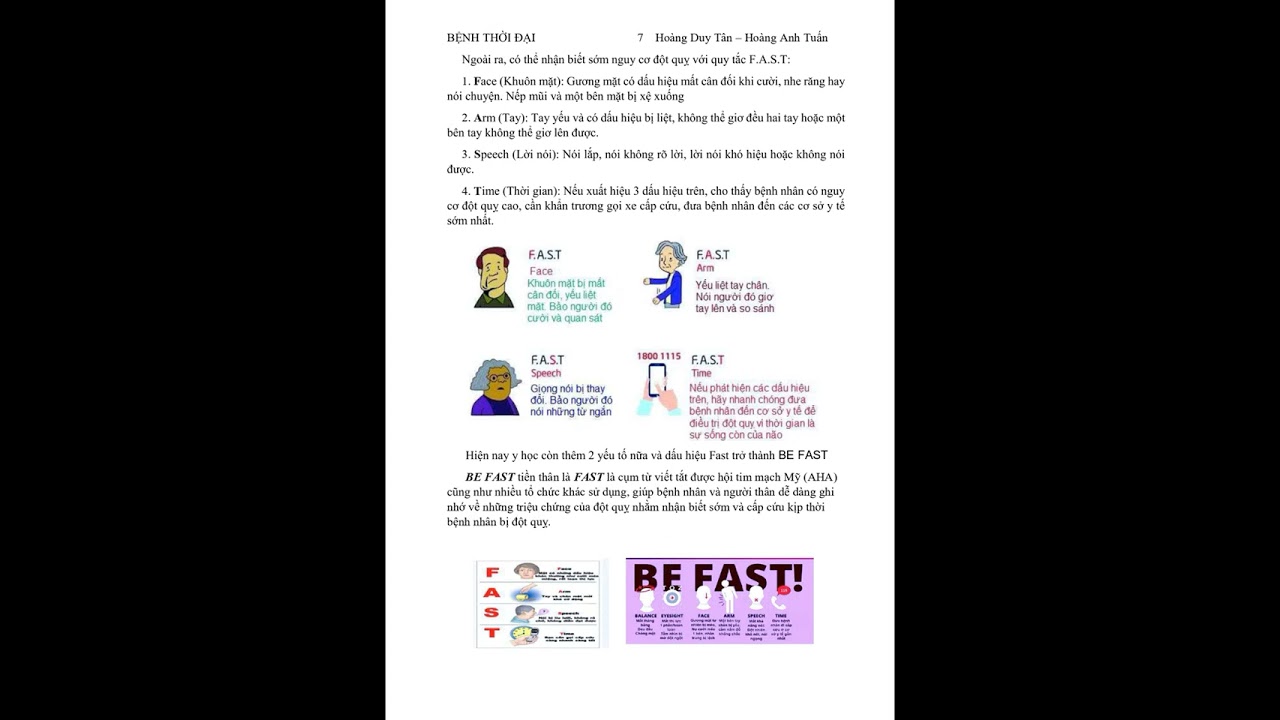 BỆNH THỜI ĐẠI 7 Hoàng Duy Tân – Hoàng Anh Tuấn
Ngoài ra, có thể nhận biết sớm nguy cơ đột quỵ với quy tắc F.A.S.T:
1. Face (Khuôn mặt): Gương mặt có dấu hiệu mất cân đối khi cười, nhe răng hay
nói chuyện. Nếp mũi và một bên mặt bị xệ xuống
2. Arm (Tay): Tay yếu và có dấu hiệu bị liệt, không thể giơ đều hai tay hoặc một
bên tay không thể giơ lên được.
3. Speech (Lời nói): Nói lắp, nói không rõ lời, lời nói khó hiệu hoặc không nói
được.
4. Time (Thời gian): Nếu xuất hiệu 3 dấu hiệu trên, cho thấy bệnh nhân có nguy
cơ đột quỵ cao, cần khẩn trương gọi xe cấp cứu, đưa bệnh nhân đến các cơ sở y tế
sớm nhất.
F.A.S.T
Face
Khuôn mặt bị mất
cân đối, yếu liệt
mặt. Bảo người đó
cười và quan sát
F.A.S.T
Arm
Yếu liệt tay chân.
Nói người đó giơ
tay lên và so sánh
F.A.S.T
Speech
Giọng nói bị thay
đổi. Bảo người đó
nói những từ ngắn
1800 1115
F.A.S.T
Time
Nếu phát hiện các dấu hiệu
trên, hãy nhanh chóng đưa
bệnh nhân đến cơ sở y tế để
điều trị đột quỵ vì thời gian là
sự sống còn của não
Hiện nay y học còn thêm 2 yếu tố nữa và dấu hiệu Fast trở thành BE FAST
BE FAST tiền thân là FAST là cụm từ viết tắt được hội tim mạch Mỹ (AHA)
cũng như nhiều tổ chức khác sử dụng, giúp bệnh nhân và người thân dễ dàng ghi
nhớ về những triệu chứng của đột quỵ nhằm nhận biết sớm và cấp cứu kịp thời
bệnh nhân bị đột quỵ.
F
Face
A
Arm
S
Speech
T
Time
BE FAST!
BALANCE EYESIGHT FACE ARM SPEECH TIME